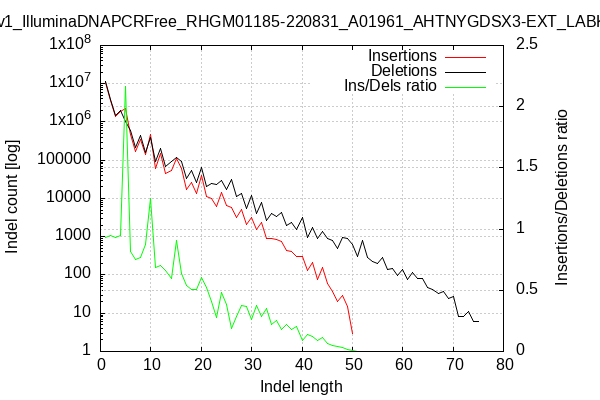 v1_IlluminaDNAPCRFree_RHGM01185-220831_A01961_AHTNYGDSX3-EXT_LABK
Insertions
Deletions
Ins/Dels ratio
1x10^8
1x10^7
1x10^6
100000
10000
1000
100
10
1
2.5
2
1.5
1
0.5
0
0 10 20 30 40 50 60 70 80
Indel count [log]
Insertions/Deletions ratio
Indel length